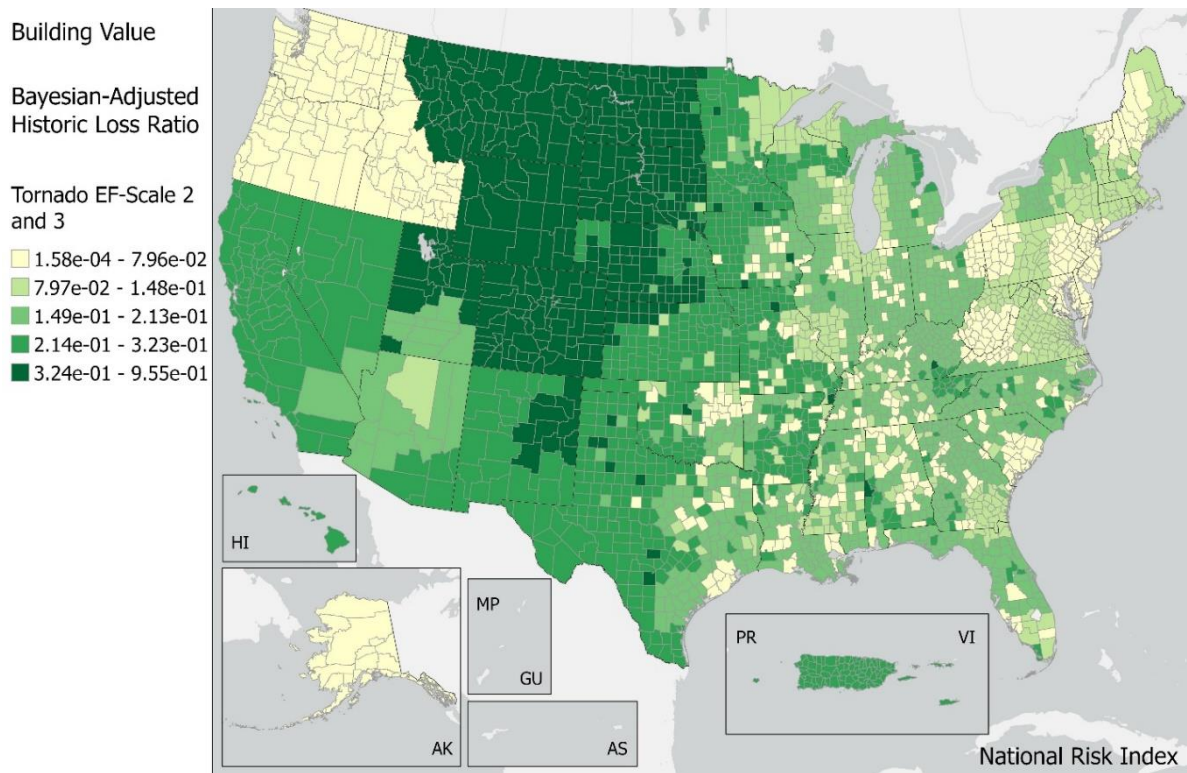 Building Value
Bayesian-Adjusted
Historic Loss Ratio
Tornado EF-Scale 2
and 3
1.58e-04 - 7.96e-02
7.97e-02 - 1.48e-01
1.49e-01 - 2.13e-01
2.14e-01 - 3.23e-01
3.24e-01 - 9.55e-01
HI
AK
MP
GU
AS
PR VI
National Risk Index